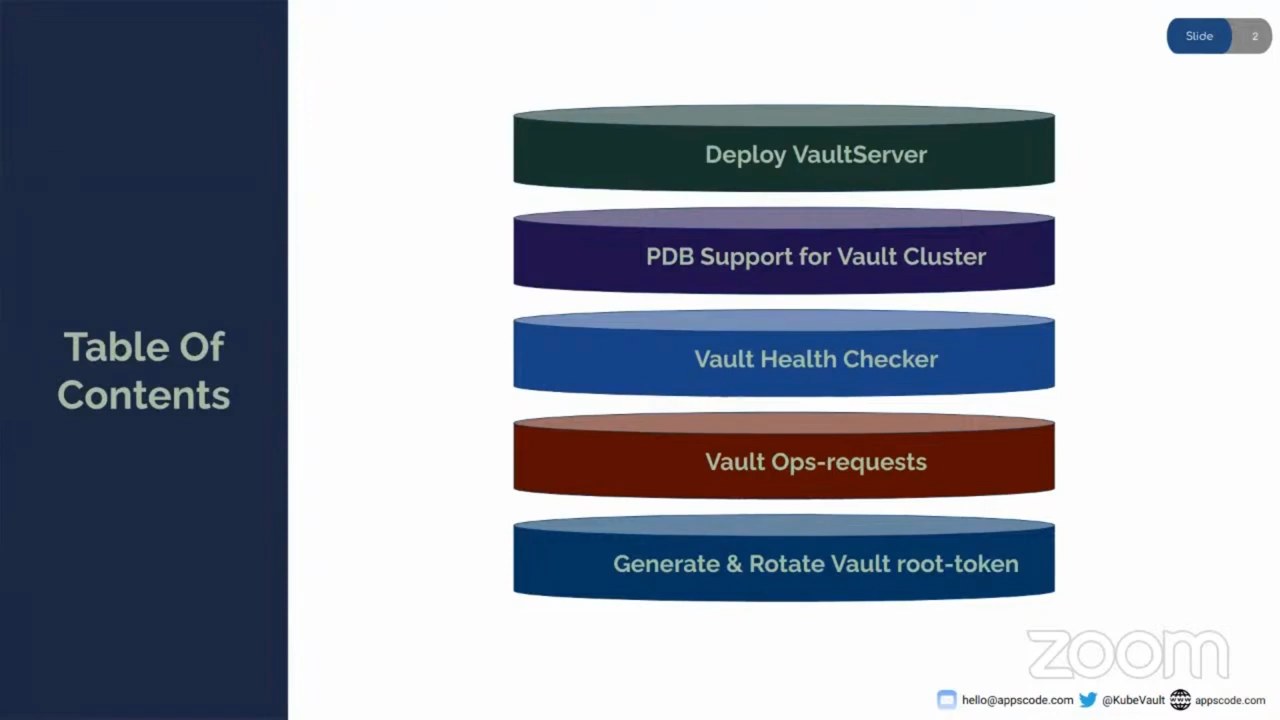 Slide 2
Deploy VaultServer
PDB Support for Vault Cluster
Vault Health Checker
Vault Ops-requests
Generate & Rotate Vault root-token
Table Of
Contents
zoom
hello@appscode.com @KubeVault appscode.com